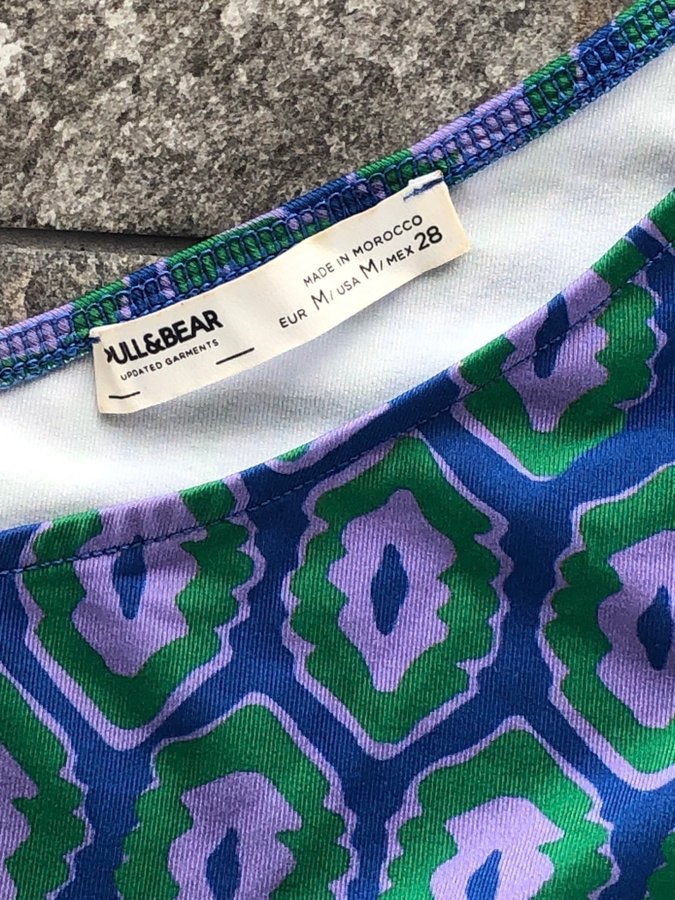 PULL&BEAR
UPDATED GARMENTS
MADE IN MOROCCO
EUR M/USA M/MEX 28